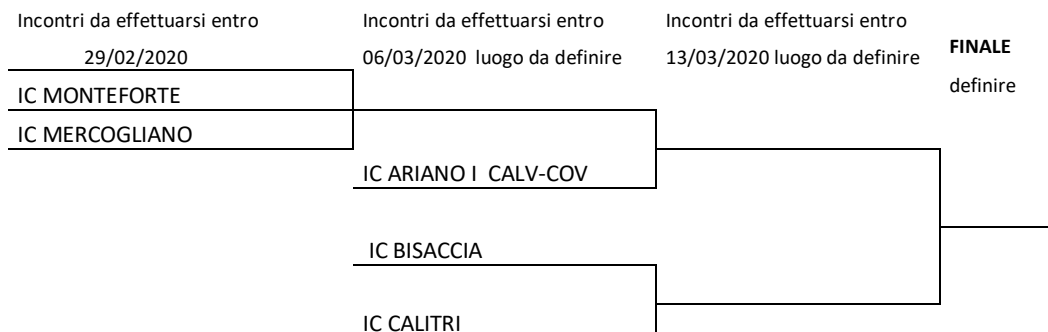 Incontri da effettuarsi entro
29/02/2020
Incontri da effettuarsi entro
06/03/2020 luogo da definire
Incontri da effettuarsi entro
13/03/2020 luogo da definire
FINALE
definire
IC MONTEFORTE
IC MERCOGLIANO
IC ARIANO I CALV-COV
IC BISACCIA
IC CALITRI